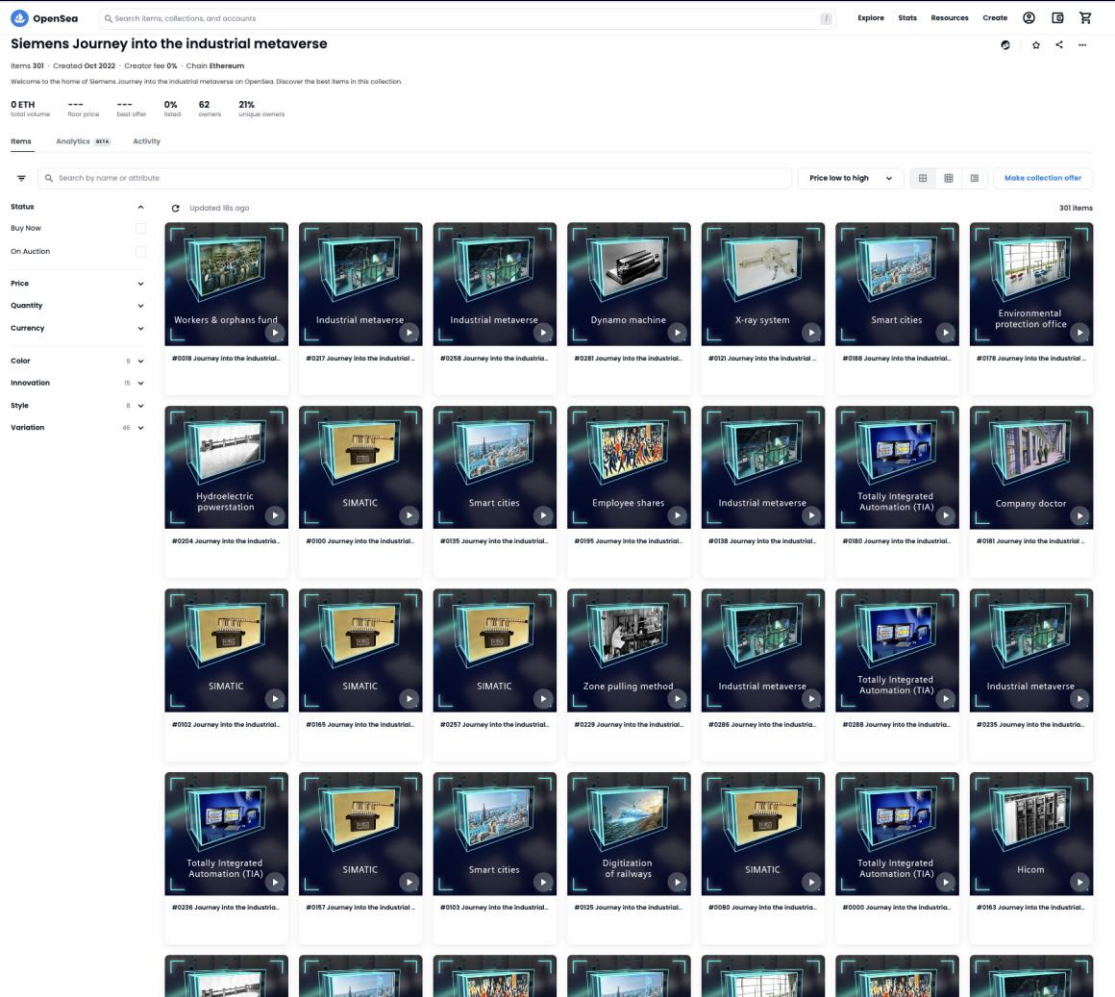 OpenSea
Search items, collections, and accounts
/
Explore Stats Resources Create
Siemens Journey into the industrial metaverse
Items 301 · Created Oct 2022 · Creator fee 0% · Chain Ethereum
Welcome to the home of Siemens Journey into the industrial metaverse on OpenSea. Discover the best items in this collection.
0 ETH --- --- 0% 62 21%
total volume floor price best offer listed owners unique owners
Items Analytics BETA Activity
Search by name or attribute
Price low to high
Make collection offer
Status
Buy Now
On Auction
Price
Quantity
Currency
Color 9
Innovation 15
Style 8
Variation 45
Updated 18s ago
301 items
Workers & orphans fund
Industrial metaverse
Industrial metaverse
Dynamo machine
X-ray system
Smart cities
Environmental
protection office
#0018 Journey into the industrial...
#0217 Journey into the industrial ...
#0258 Journey into the industria...
#0281 Journey into the industrial...
#0121 Journey into the industrial ...
#0188 Journey into the industrial...
#0178 Journey into the industrial...
Hydroelectric
powerstation
SIMATIC
Smart cities
Employee shares
Industrial metaverse
Totally Integrated
Automation (TIA)
Company doctor
#0204 Journey into the industria...
#0100 Journey into the industria...
#0135 Journey into the industrial...
#0195 Journey into the industrial...
#0138 Journey into the industrial...
#0180 Journey into the industrial...
#0181 Journey into the industrial ...
SIMATIC
SIMATIC
SIMATIC
Zone pulling method
Industrial metaverse
Totally Integrated
Automation (TIA)
Industrial metaverse
#0102 Journey into the industrial...
#0165 Journey into the industrial...
#0257 Journey into the industrial...
#0229 Journey into the industrial...
#0286 Journey into the industria...
#0288 Journey into the industria...
#0235 Journey into the industria...
Totally Integrated
Automation (TIA)
SIMATIC
Smart cities
Digitization
of railways
SIMATIC
Totally Integrated
Automation (TIA)
Hicom
#0236 Journey into the industria...
#0157 Journey into the industrial ...
#0103 Journey into the industrial...
#0125 Journey into the industrial...
#0080 Journey into the industria...
#0000 Journey into the industria...
#0163 Journey into the industrial...